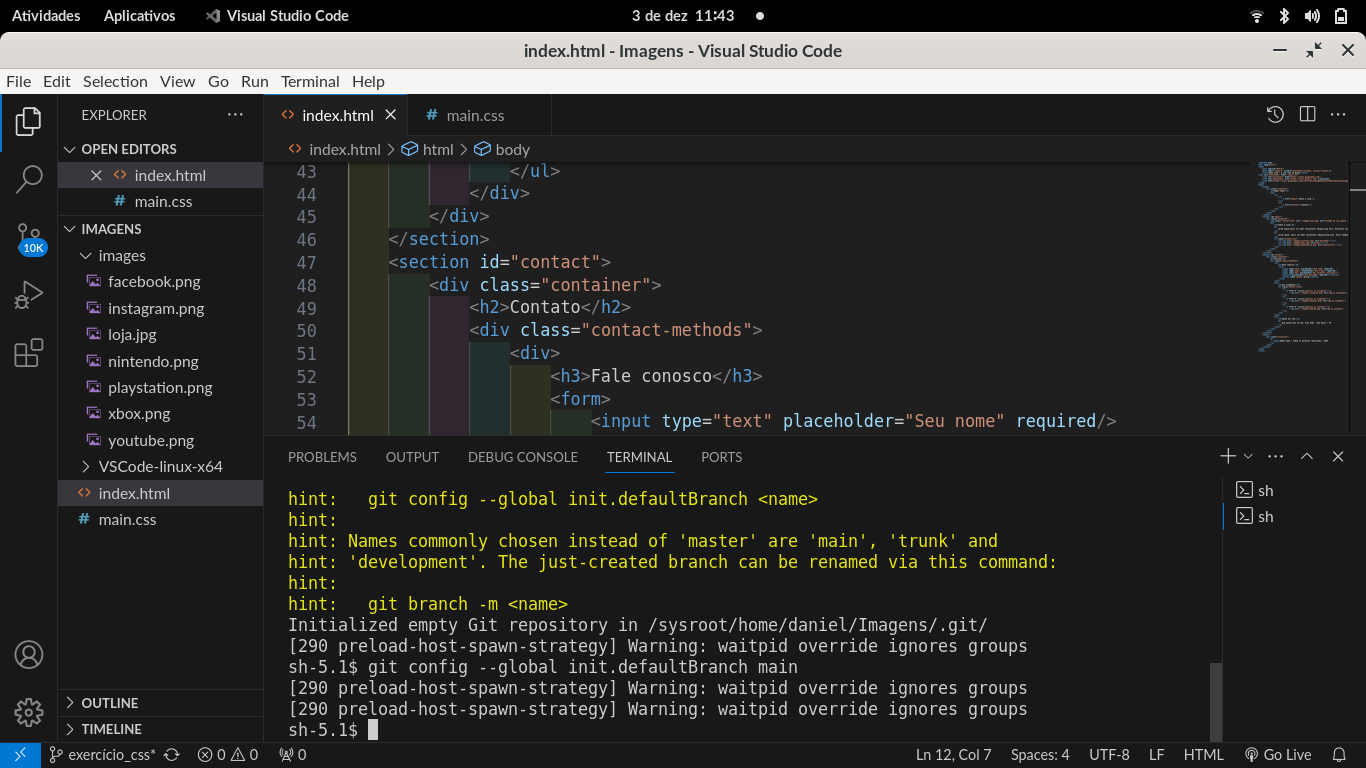 Atividades Aplicativos Visual Studio Code 3 de dez 11:43
index.html - Imagens - Visual Studio Code
File Edit Selection View Go Run Terminal Help
EXPLORER
OPEN EDITORS
index.html
main.css
IMAGENS
images
facebook.png
instagram.png
loja.jpg
nintendo.png
playstation.png
xbox.png
youtube.png
VSCode-linux-x64
index.html
main.css
OUTLINE
TIMELINE
10K
index.html main.css
index.html > html > body
43 </ul>
44 </div>
45 </div>
46 </section>
47 <section id="contact">
48 <div class="container">
49 <h2>Contato</h2>
50 <div class="contact-methods">
51 <div>
52 <h3>Fale conosco</h3>
53 <form>
54 <input type="text" placeholder="Seu nome" required/>
PROBLEMS OUTPUT DEBUG CONSOLE TERMINAL PORTS
hint:   git config --global init.defaultBranch <name>
hint:
hint: Names commonly chosen instead of 'master' are 'main', 'trunk' and
hint: 'development'. The just-created branch can be renamed via this command:
hint:
hint:   git branch -m <name>
Initialized empty Git repository in /sysroot/home/daniel/Imagens/.git/
[290 preload-host-spawn-strategy] Warning: waitpid override ignores groups
sh-5.1$ git config --global init.defaultBranch main
[290 preload-host-spawn-strategy] Warning: waitpid override ignores groups
[290 preload-host-spawn-strategy] Warning: waitpid override ignores groups
sh-5.1$
sh
sh
exercício_css* 0 0 0 Ln 12, Col 7 Spaces: 4 UTF-8 LF HTML Go Live